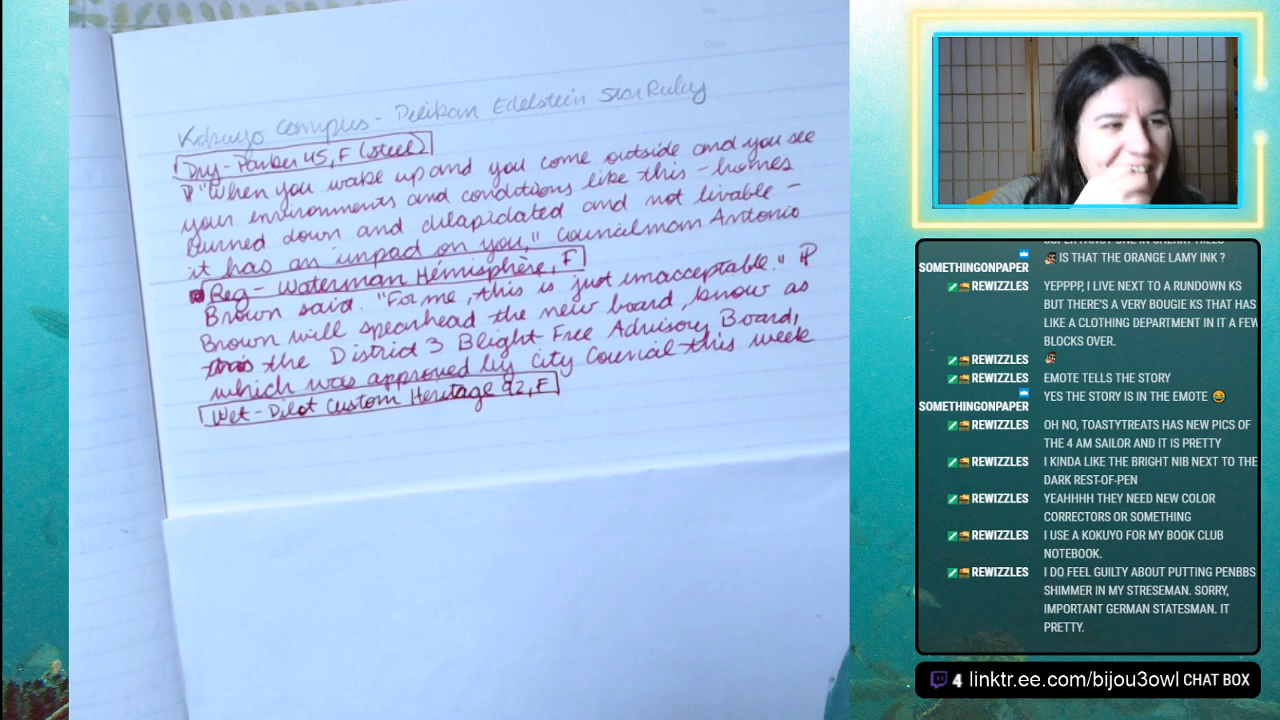 Kokuyo Campus - Pelikan Edelstein Star Ruby
Dry - Parker 45, F (steel)
¶ "When you wake up and you come outside and you see
your environments and conditions like this - homes
burned down and dilapidated and not livable -
it has an impact on you," Councilman Antonio
Reg - Waterman Hémisphère, F
Brown said. "For me, this is just unacceptable." ¶
Brown will spearhead the new board, know as
the District 3 Blight-Free Advisory Board,
which was approved by City Council this week
Wet - Pilot Custom Heritage 92, F
SOMETHINGONPAPER IS THAT THE ORANGE LAMY INK ?
REWIZZLES YEPPPP, I LIVE NEXT TO A RUNDOWN KS
BUT THERE'S A VERY BOUGIE KS THAT HAS
LIKE A CLOTHING DEPARTMENT IN IT A FEW
BLOCKS OVER.
REWIZZLES
REWIZZLES EMOTE TELLS THE STORY
SOMETHINGONPAPER YES THE STORY IS IN THE EMOTE 😂
REWIZZLES OH NO, TOASTYTREATS HAS NEW PICS OF
THE 4 AM SAILOR AND IT IS PRETTY
REWIZZLES I KINDA LIKE THE BRIGHT NIB NEXT TO THE
DARK REST-OF-PEN
REWIZZLES YEAHHHH THEY NEED NEW COLOR
CORRECTORS OR SOMETHING
REWIZZLES I USE A KOKUYO FOR MY BOOK CLUB
NOTEBOOK.
REWIZZLES I DO FEEL GUILTY ABOUT PUTTING PENBBS
SHIMMER IN MY STRESEMAN. SORRY,
IMPORTANT GERMAN STATESMAN. IT
PRETTY.
4 linktr.ee.com/bijou3owl CHAT BOX